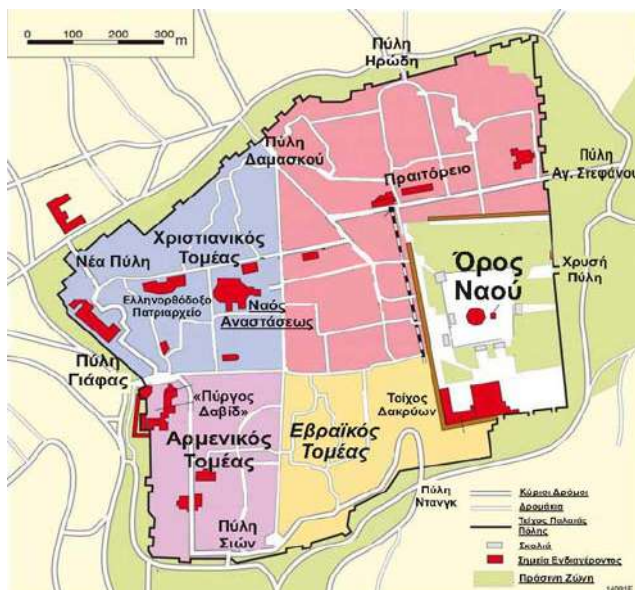 0 100 200 300
m
Πύλη
Ηρώδη
Πύλη
Δαμασκού
Πραιτόρειο
Πύλη
Αγ. Στεφάνου
Χριστιανικός
Τομέας
Νέα Πύλη
Ελληνορθόδοξο
Πατριαρχείο
Ναός
Αναστάσεως
Όρος
Ναού
Χρυσή
Πύλη
Πύλη
Γιάφας
«Πύργος
Δαβίδ»
Τοίχος
Δακρύων
Εβραϊκός
Τομέας
Αρμενικός
Τομέας
Πύλη
Σιών
Πύλη
Ντανγκ
Κύριοι Δρόμοι
Δρομάκια
Τείχος Παλαιάς
Πόλης
Σκαλιά
Σημεία Ενδιαφέροντος
Πράσινη Ζώνη